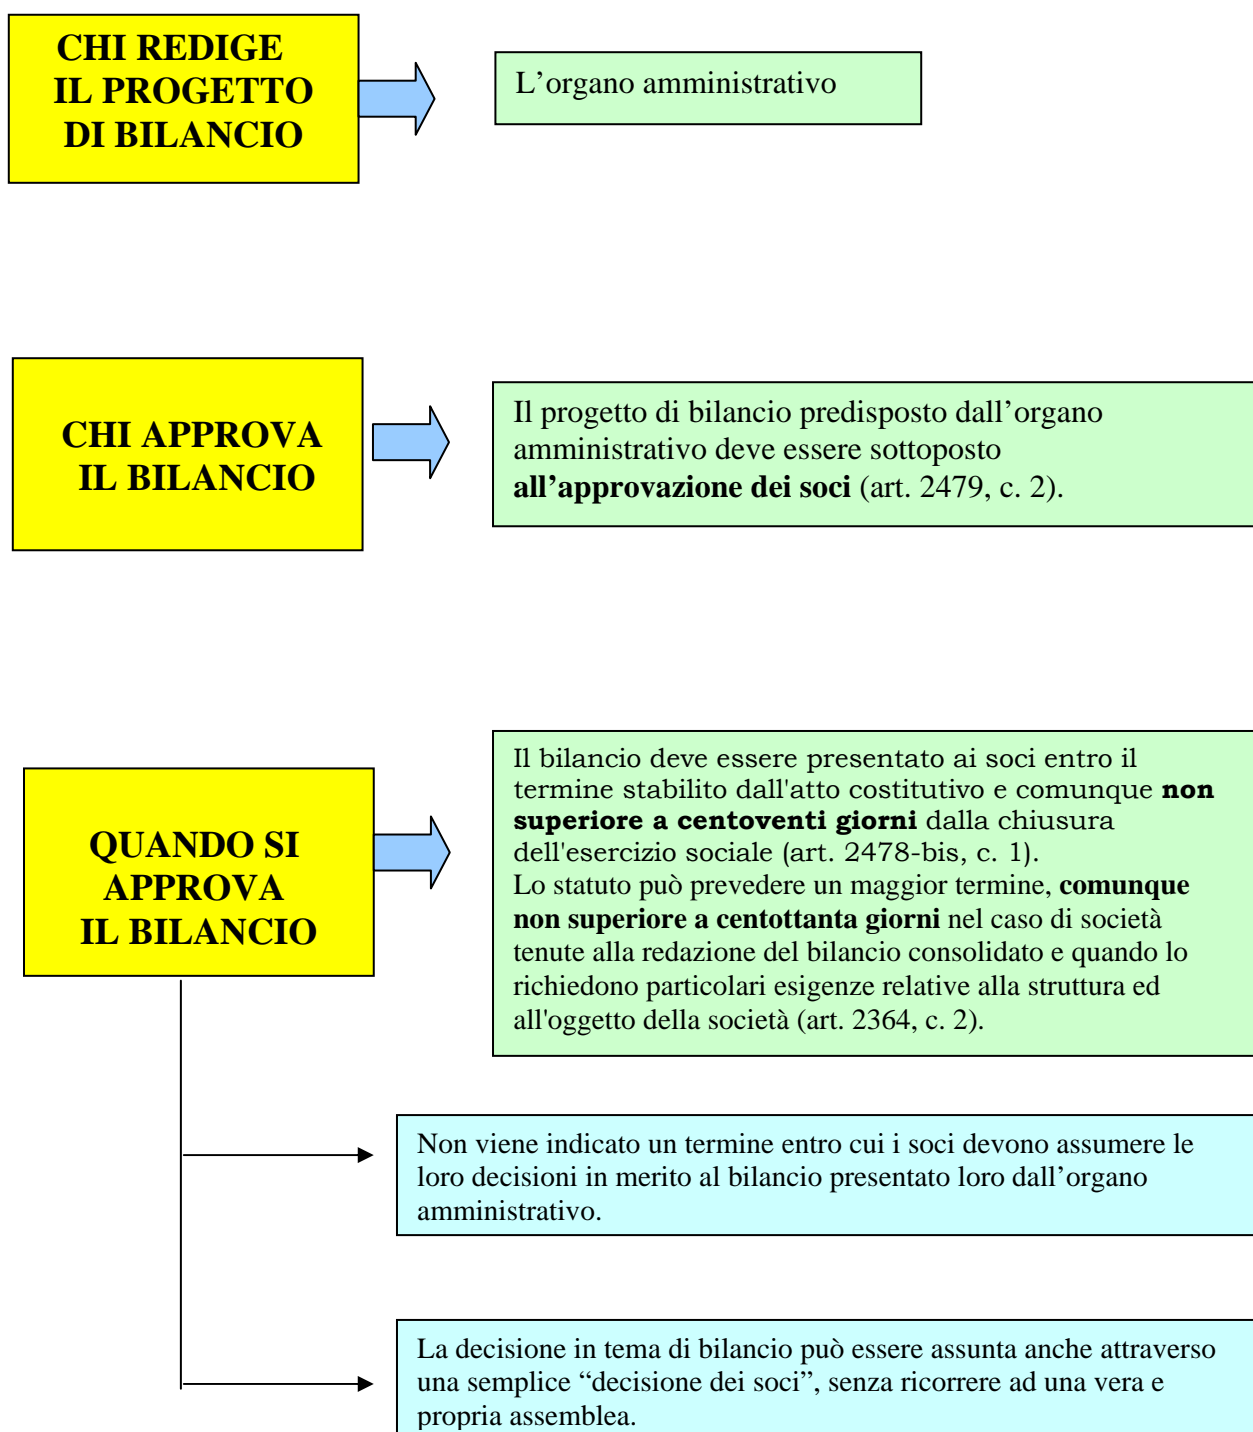 CHI REDIGE
IL PROGETTO
DI BILANCIO
L’organo amministrativo
CHI APPROVA
IL BILANCIO
Il progetto di bilancio predisposto dall’organo
amministrativo deve essere sottoposto
all’approvazione dei soci (art. 2479, c. 2).
QUANDO SI
APPROVA
IL BILANCIO
Il bilancio deve essere presentato ai soci entro il
termine stabilito dall'atto costitutivo e comunque non
superiore a centoventi giorni dalla chiusura
dell'esercizio sociale (art. 2478-bis, c. 1).
Lo statuto può prevedere un maggior termine, comunque
non superiore a centottanta giorni nel caso di società
tenute alla redazione del bilancio consolidato e quando lo
richiedono particolari esigenze relative alla struttura ed
all'oggetto della società (art. 2364, c. 2).
Non viene indicato un termine entro cui i soci devono assumere le
loro decisioni in merito al bilancio presentato loro dall’organo
amministrativo.
La decisione in tema di bilancio può essere assunta anche attraverso
una semplice “decisione dei soci”, senza ricorrere ad una vera e
propria assemblea.